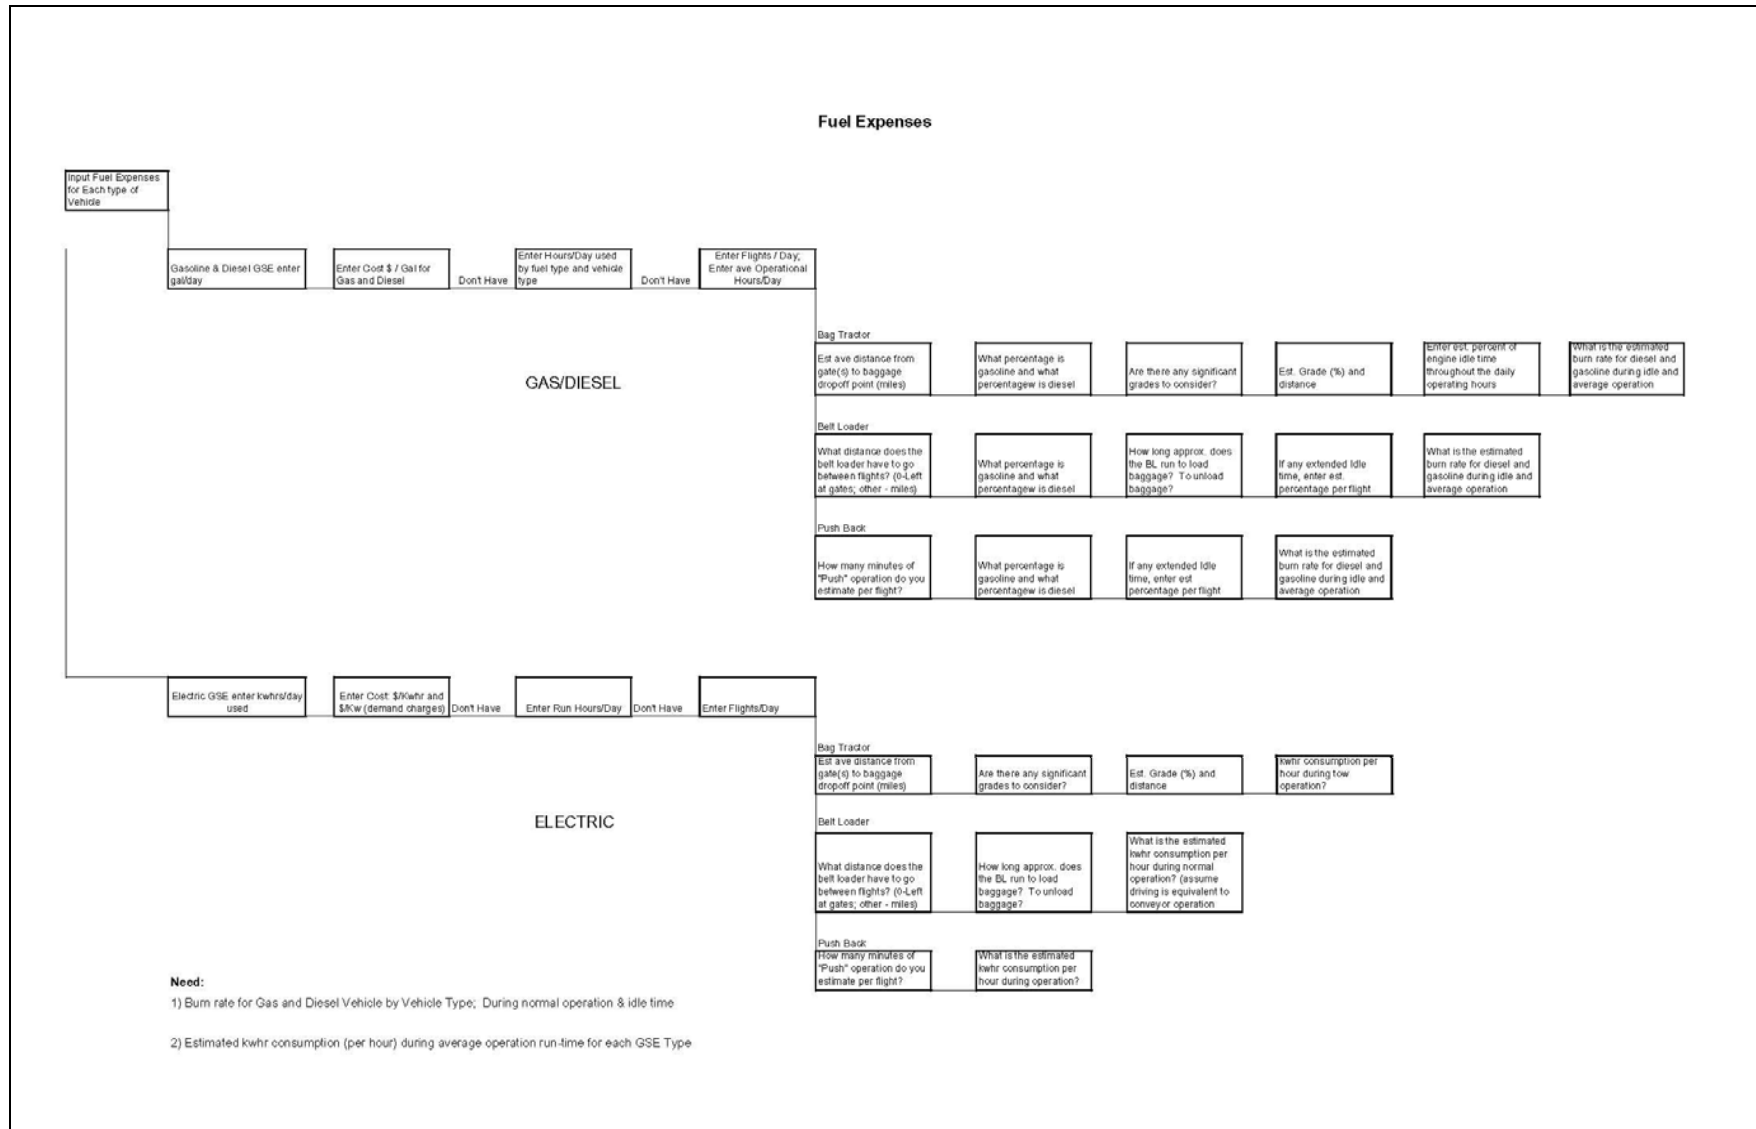 Fuel Expenses
Input Fuel Expenses
for Each type of
Vehicle
Gasoline & Diesel GSE enter
gal/day
Enter Cost $ / Gal for
Gas and Diesel
Don't Have
Enter Hours/Day used
by fuel type and vehicle
type
Don't Have
Enter Flights / Day;
Enter ave Operational
Hours/Day
GAS/DIESEL
Bag Tractor
Est ave distance from
gate(s) to baggage
dropoff point (miles)
What percentage is
gasoline and what
percentagew is diesel
Are there any significant
grades to consider?
Est. Grade (%) and
distance
Enter est. percent of
engine idle time
throughout the daily
operating hours
What is the estimated
burn rate for diesel and
gasoline during idle and
average operation
Belt Loader
What distance does the
belt loader have to go
between flights? (0-Left
at gates; other - miles)
What percentage is
gasoline and what
percentagew is diesel
How long approx. does
the BL run to load
baggage? To unload
baggage?
If any extended Idle
time, enter est.
percentage per flight
What is the estimated
burn rate for diesel and
gasoline during idle and
average operation
Push Back
How many minutes of
"Push" operation do you
estimate per flight?
What percentage is
gasoline and what
percentagew is diesel
If any extended Idle
time, enter est
percentage per flight
What is the estimated
burn rate for diesel and
gasoline during idle and
average operation
Electric GSE enter kwhrs/day
used
Enter Cost: $/Kwhr and
$/Kw (demand charges)
Don't Have
Enter Run Hours/Day
Don't Have
Enter Flights/Day
ELECTRIC
Bag Tractor
Est ave distance from
gate(s) to baggage
dropoff point (miles)
Are there any significant
grades to consider?
Est. Grade (%) and
distance
kwhr consumption per
hour during tow
operation?
Belt Loader
What distance does the
belt loader have to go
between flights? (0-Left
at gates; other - miles)
How long approx. does
the BL run to load
baggage? To unload
baggage?
What is the estimated
kwhr consumption per
hour during normal
operation? (assume
driving is equivalent to
conveyor operation
Push Back
How many minutes of
"Push" operation do you
estimate per flight?
What is the estimated
kwhr consumption per
hour during operation?
Need:
1) Burn rate for Gas and Diesel Vehicle by Vehicle Type; During normal operation & idle time
2) Estimated kwhr consumption (per hour) during average operation run-time for each GSE Type